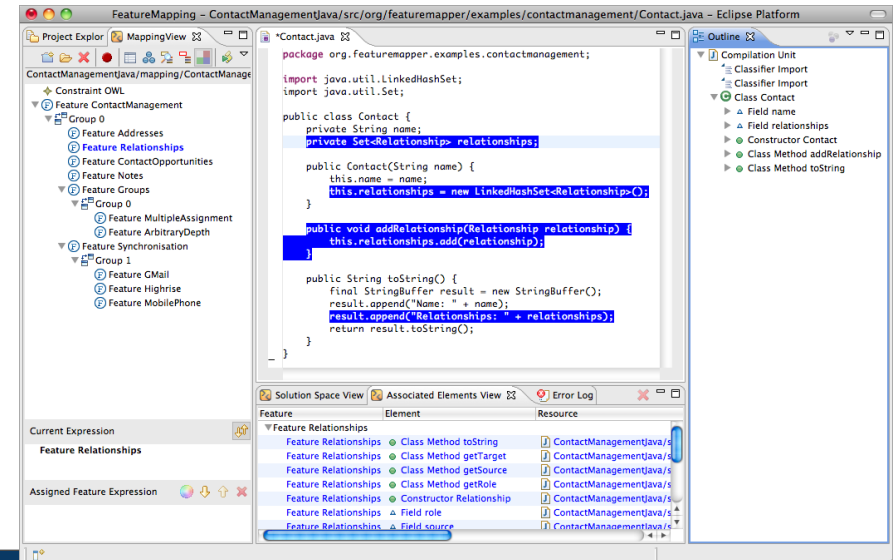 FeatureMapping – ContactManagementJava/src/org/featuremapper/examples/contactmanagement/Contact.java – Eclipse Platform
Project Explor
MappingView
ContactManagementJava/mapping/ContactManage
Constraint OWL
Feature ContactManagement
Group 0
Feature Addresses
Feature Relationships
Feature ContactOpportunities
Feature Notes
Feature Groups
Group 0
Feature MultipleAssignment
Feature ArbitraryDepth
Feature Synchronisation
Group 1
Feature GMail
Feature Highrise
Feature MobilePhone
Current Expression
Feature Relationships
Assigned Feature Expression
*Contact.java
package org.featuremapper.examples.contactmanagement;
import java.util.LinkedHashSet;
import java.util.Set;
public class Contact {
private String name;
private Set<Relationship> relationships;
public Contact(String name) {
this.name = name;
this.relationships = new LinkedHashSet<Relationship>();
}
public void addRelationship(Relationship relationship) {
this.relationships.add(relationship);
}
public String toString() {
final StringBuffer result = new StringBuffer();
result.append("Name: " + name);
result.append("Relationships: " + relationships);
return result.toString();
}
}
Solution Space View
Associated Elements View
Error Log
Feature Element Resource
Feature Relationships
Feature Relationships Class Method toString ContactManagementJava/s
Feature Relationships Class Method getTarget ContactManagementJava/s
Feature Relationships Class Method getSource ContactManagementJava/s
Feature Relationships Class Method getRole ContactManagementJava/s
Feature Relationships Constructor Relationship ContactManagementJava/s
Feature Relationships Field role ContactManagementJava/s
Feature Relationships Field source ContactManagementJava/s
Outline
Compilation Unit
Classifier Import
Classifier Import
Class Contact
Field name
Field relationships
Constructor Contact
Class Method addRelationship
Class Method toString